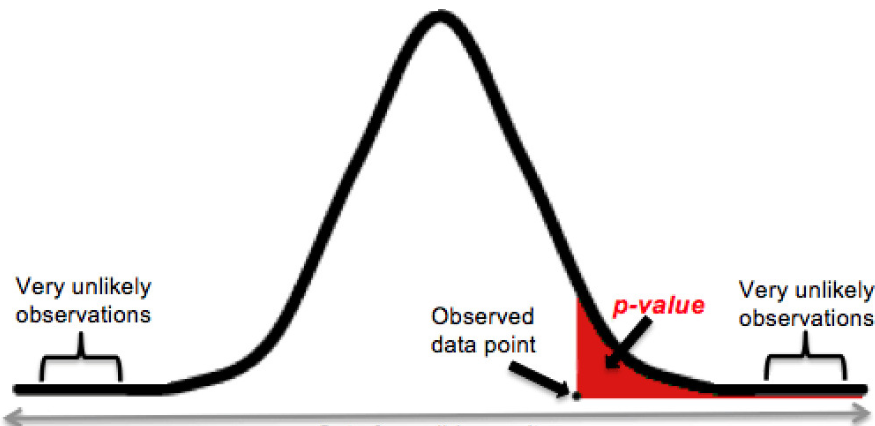 Very unlikely
observations
Observed
data point
p-value
Very unlikely
observations